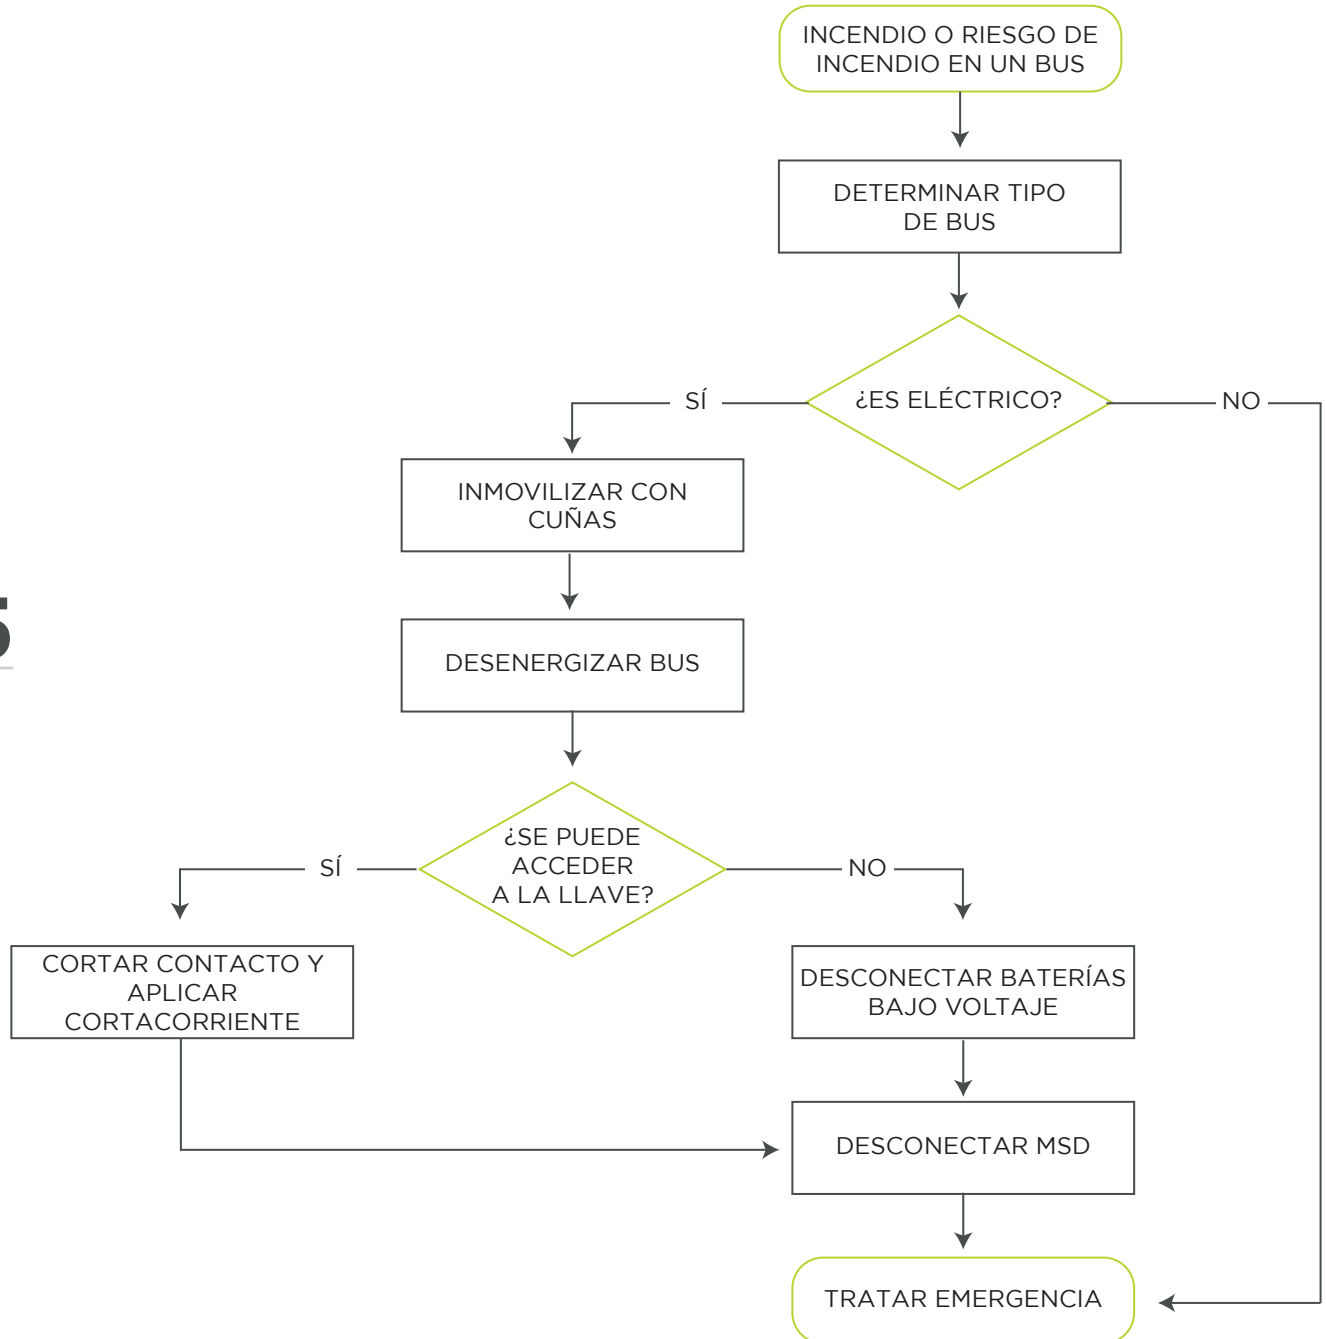 INCENDIO O RIESGO DE
INCENDIO EN UN BUS
DETERMINAR TIPO
DE BUS
¿ES ELÉCTRICO?
SÍ
NO
INMOVILIZAR CON
CUÑAS
DESENERGIZAR BUS
¿SE PUEDE
ACCEDER
A LA LLAVE?
SÍ
NO
CORTAR CONTACTO Y
APLICAR
CORTACORRIENTE
DESCONECTAR BATERÍAS
BAJO VOLTAJE
DESCONECTAR MSD
TRATAR EMERGENCIA